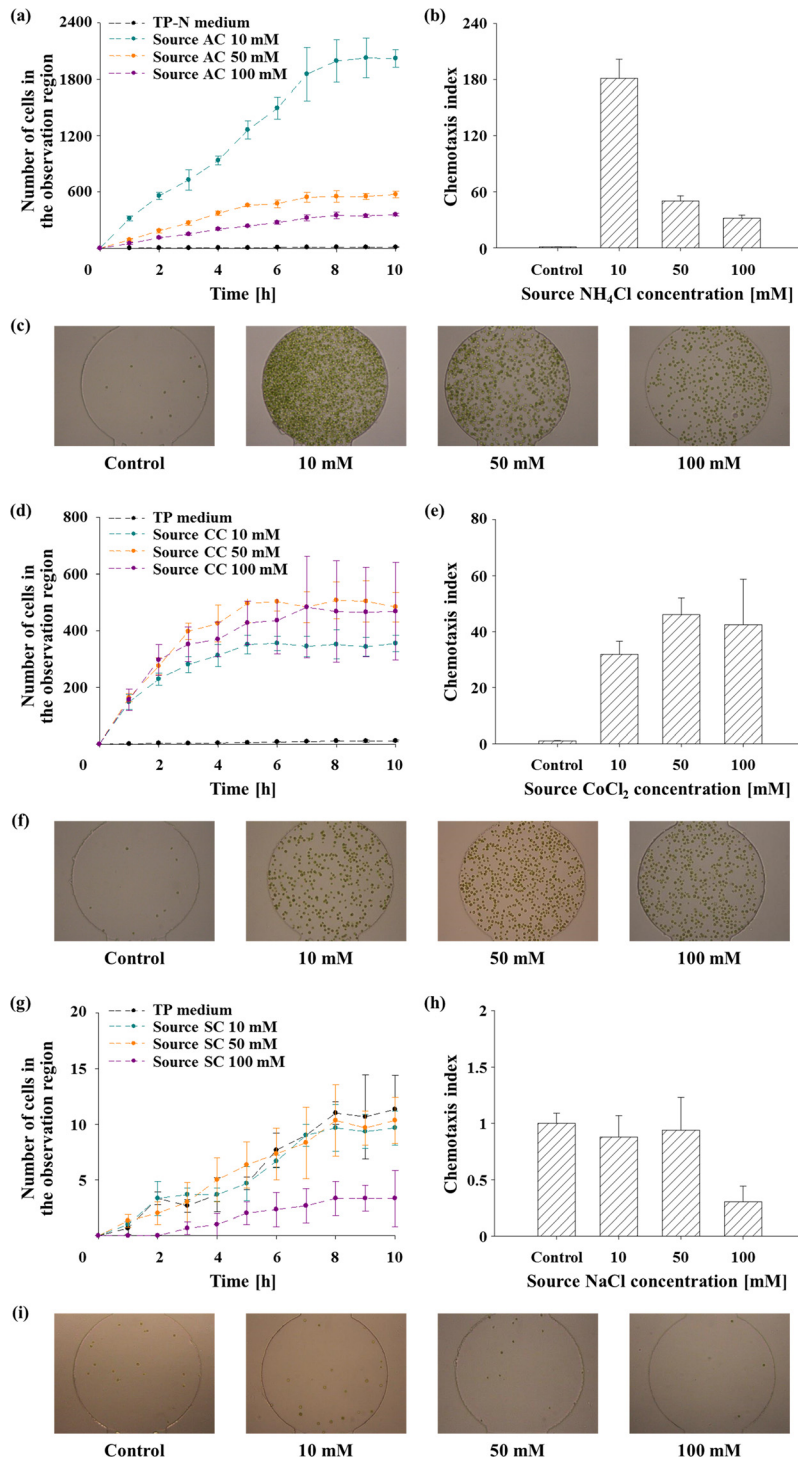 (a)
TP-N medium
Source AC 10 mM
Source AC 50 mM
Source AC 100 mM
2400
1800
1200
600
0
2
4
6
8
10
Number of cells in
the observation region
Time [h]
(b)
240
180
120
60
0
Chemotaxis index
Control
10
50
100
Source NH₄Cl concentration [mM]
(c)
Control
10 mM
50 mM
100 mM
(d)
TP medium
Source CC 10 mM
Source CC 50 mM
Source CC 100 mM
800
600
400
200
0
2
4
6
8
10
Number of cells in
the observation region
Time [h]
(e)
80
60
40
20
0
Chemotaxis index
Control
10
50
100
Source CoCl₂ concentration [mM]
(f)
Control
10 mM
50 mM
100 mM
(g)
TP medium
Source SC 10 mM
Source SC 50 mM
Source SC 100 mM
20
15
10
5
0
2
4
6
8
10
Number of cells in
the observation region
Time [h]
(h)
2
1.5
1
0.5
0
Chemotaxis index
Control
10
50
100
Source NaCl concentration [mM]
(i)
Control
10 mM
50 mM
100 mM